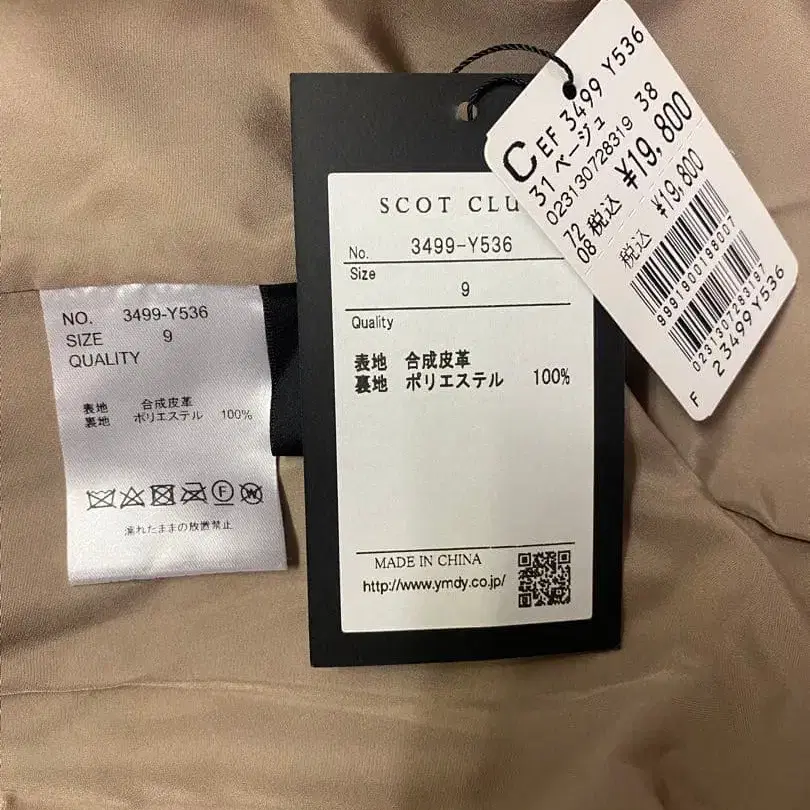 NO. 3499-Y536
SIZE 9
QUALITY
表地 合成皮革
裏地 ポリエステル 100%
F
W
濡れたままの放置禁止
SCOT CLU
No. 3499-Y536
Size
9
Quality
表地 合成皮革
裏地 ポリエステル 100%
MADE IN CHINA
http://www.ymdy.co.jp/
C EF 3499 Y536
31 ベージュ
023130728319 38
72
08 税込 ¥19,800
税込 ¥19,800
9991900198007
0231307283197
F 23499Y536